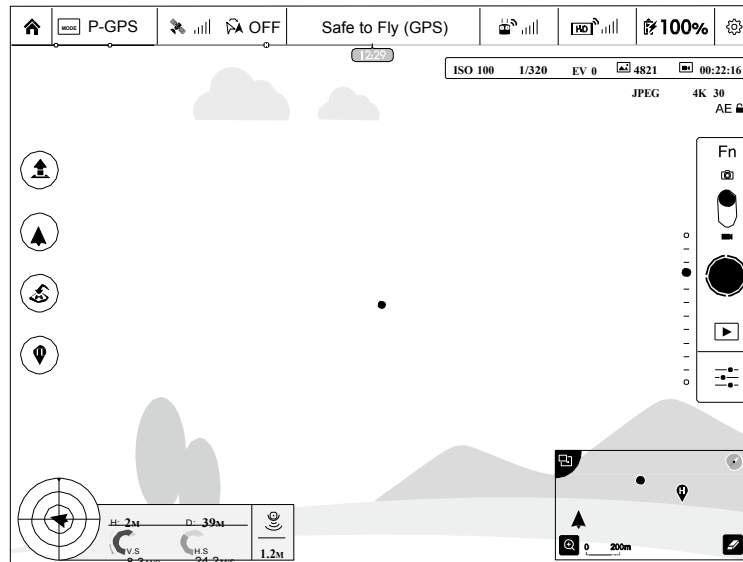 MODE P-GPS OFF Safe to Fly (GPS) HD 100%
12:29
ISO 100 1/320 EV 0 4821 00:22:16
JPEG 4K 30
AE
Fn
H
H: 2M D: 39M
V.S H.S 1.2M
H
0 200m